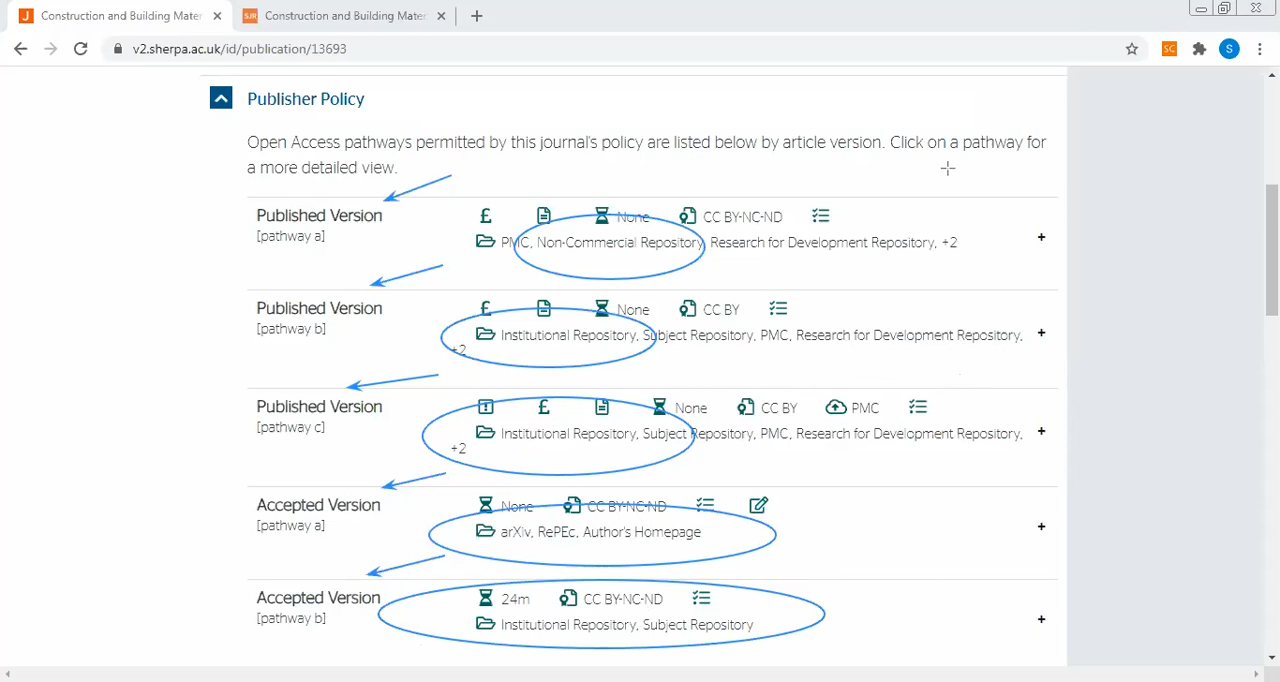 Construction and Building Mater
SJR Construction and Building Mater
v2.sherpa.ac.uk/id/publication/13693
SC
S
Publisher Policy
Open Access pathways permitted by this journal's policy are listed below by article version. Click on a pathway for
a more detailed view.
Published Version
[pathway a]
£ None CC BY-NC-ND
PMC, Non-Commercial Repository, Research for Development Repository, +2
+
Published Version
[pathway b]
£ None CC BY
Institutional Repository, Subject Repository, PMC, Research for Development Repository,
+2
+
Published Version
[pathway c]
£ None CC BY PMC
Institutional Repository, Subject Repository, PMC, Research for Development Repository,
+2
+
Accepted Version
[pathway a]
None CC BY-NC-ND
arXiv, RePEc, Author's Homepage
+
Accepted Version
[pathway b]
24m CC BY-NC-ND
Institutional Repository, Subject Repository
+